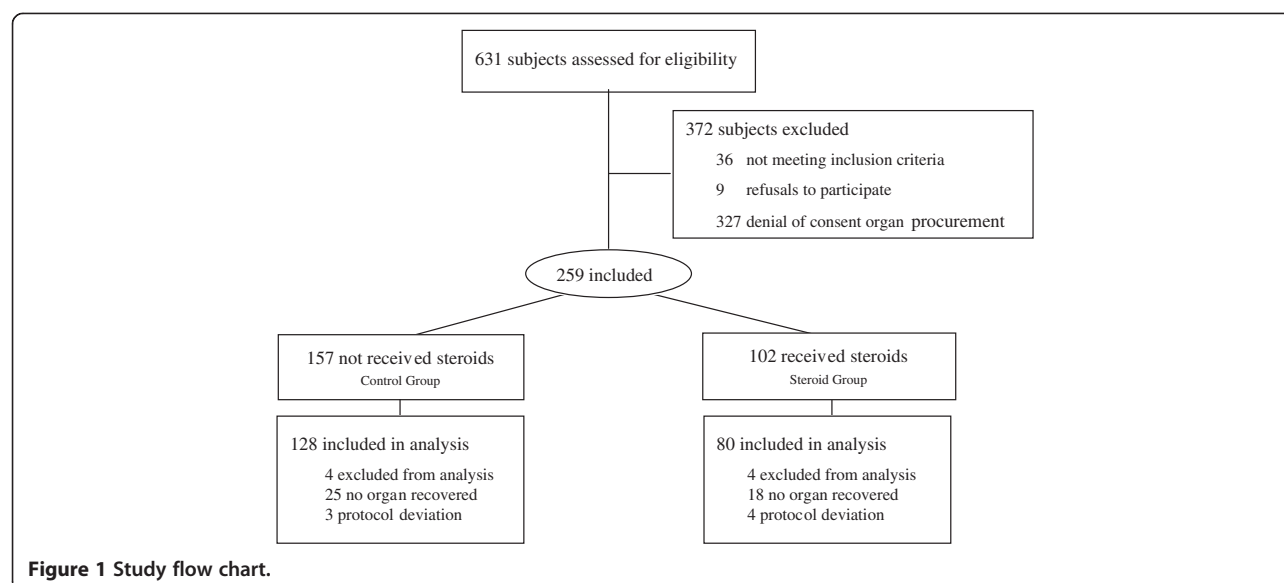 631 subjects assessed for eligibility
372 subjects excluded
36 not meeting inclusion criteria
9 refusals to participate
327 denial of consent organ procurement
259 included
157 not received steroids
Control Group
102 received steroids
Steroid Group
128 included in analysis
4 excluded from analysis
25 no organ recovered
3 protocol deviation
80 included in analysis
4 excluded from analysis
18 no organ recovered
4 protocol deviation
Figure 1 Study flow chart.